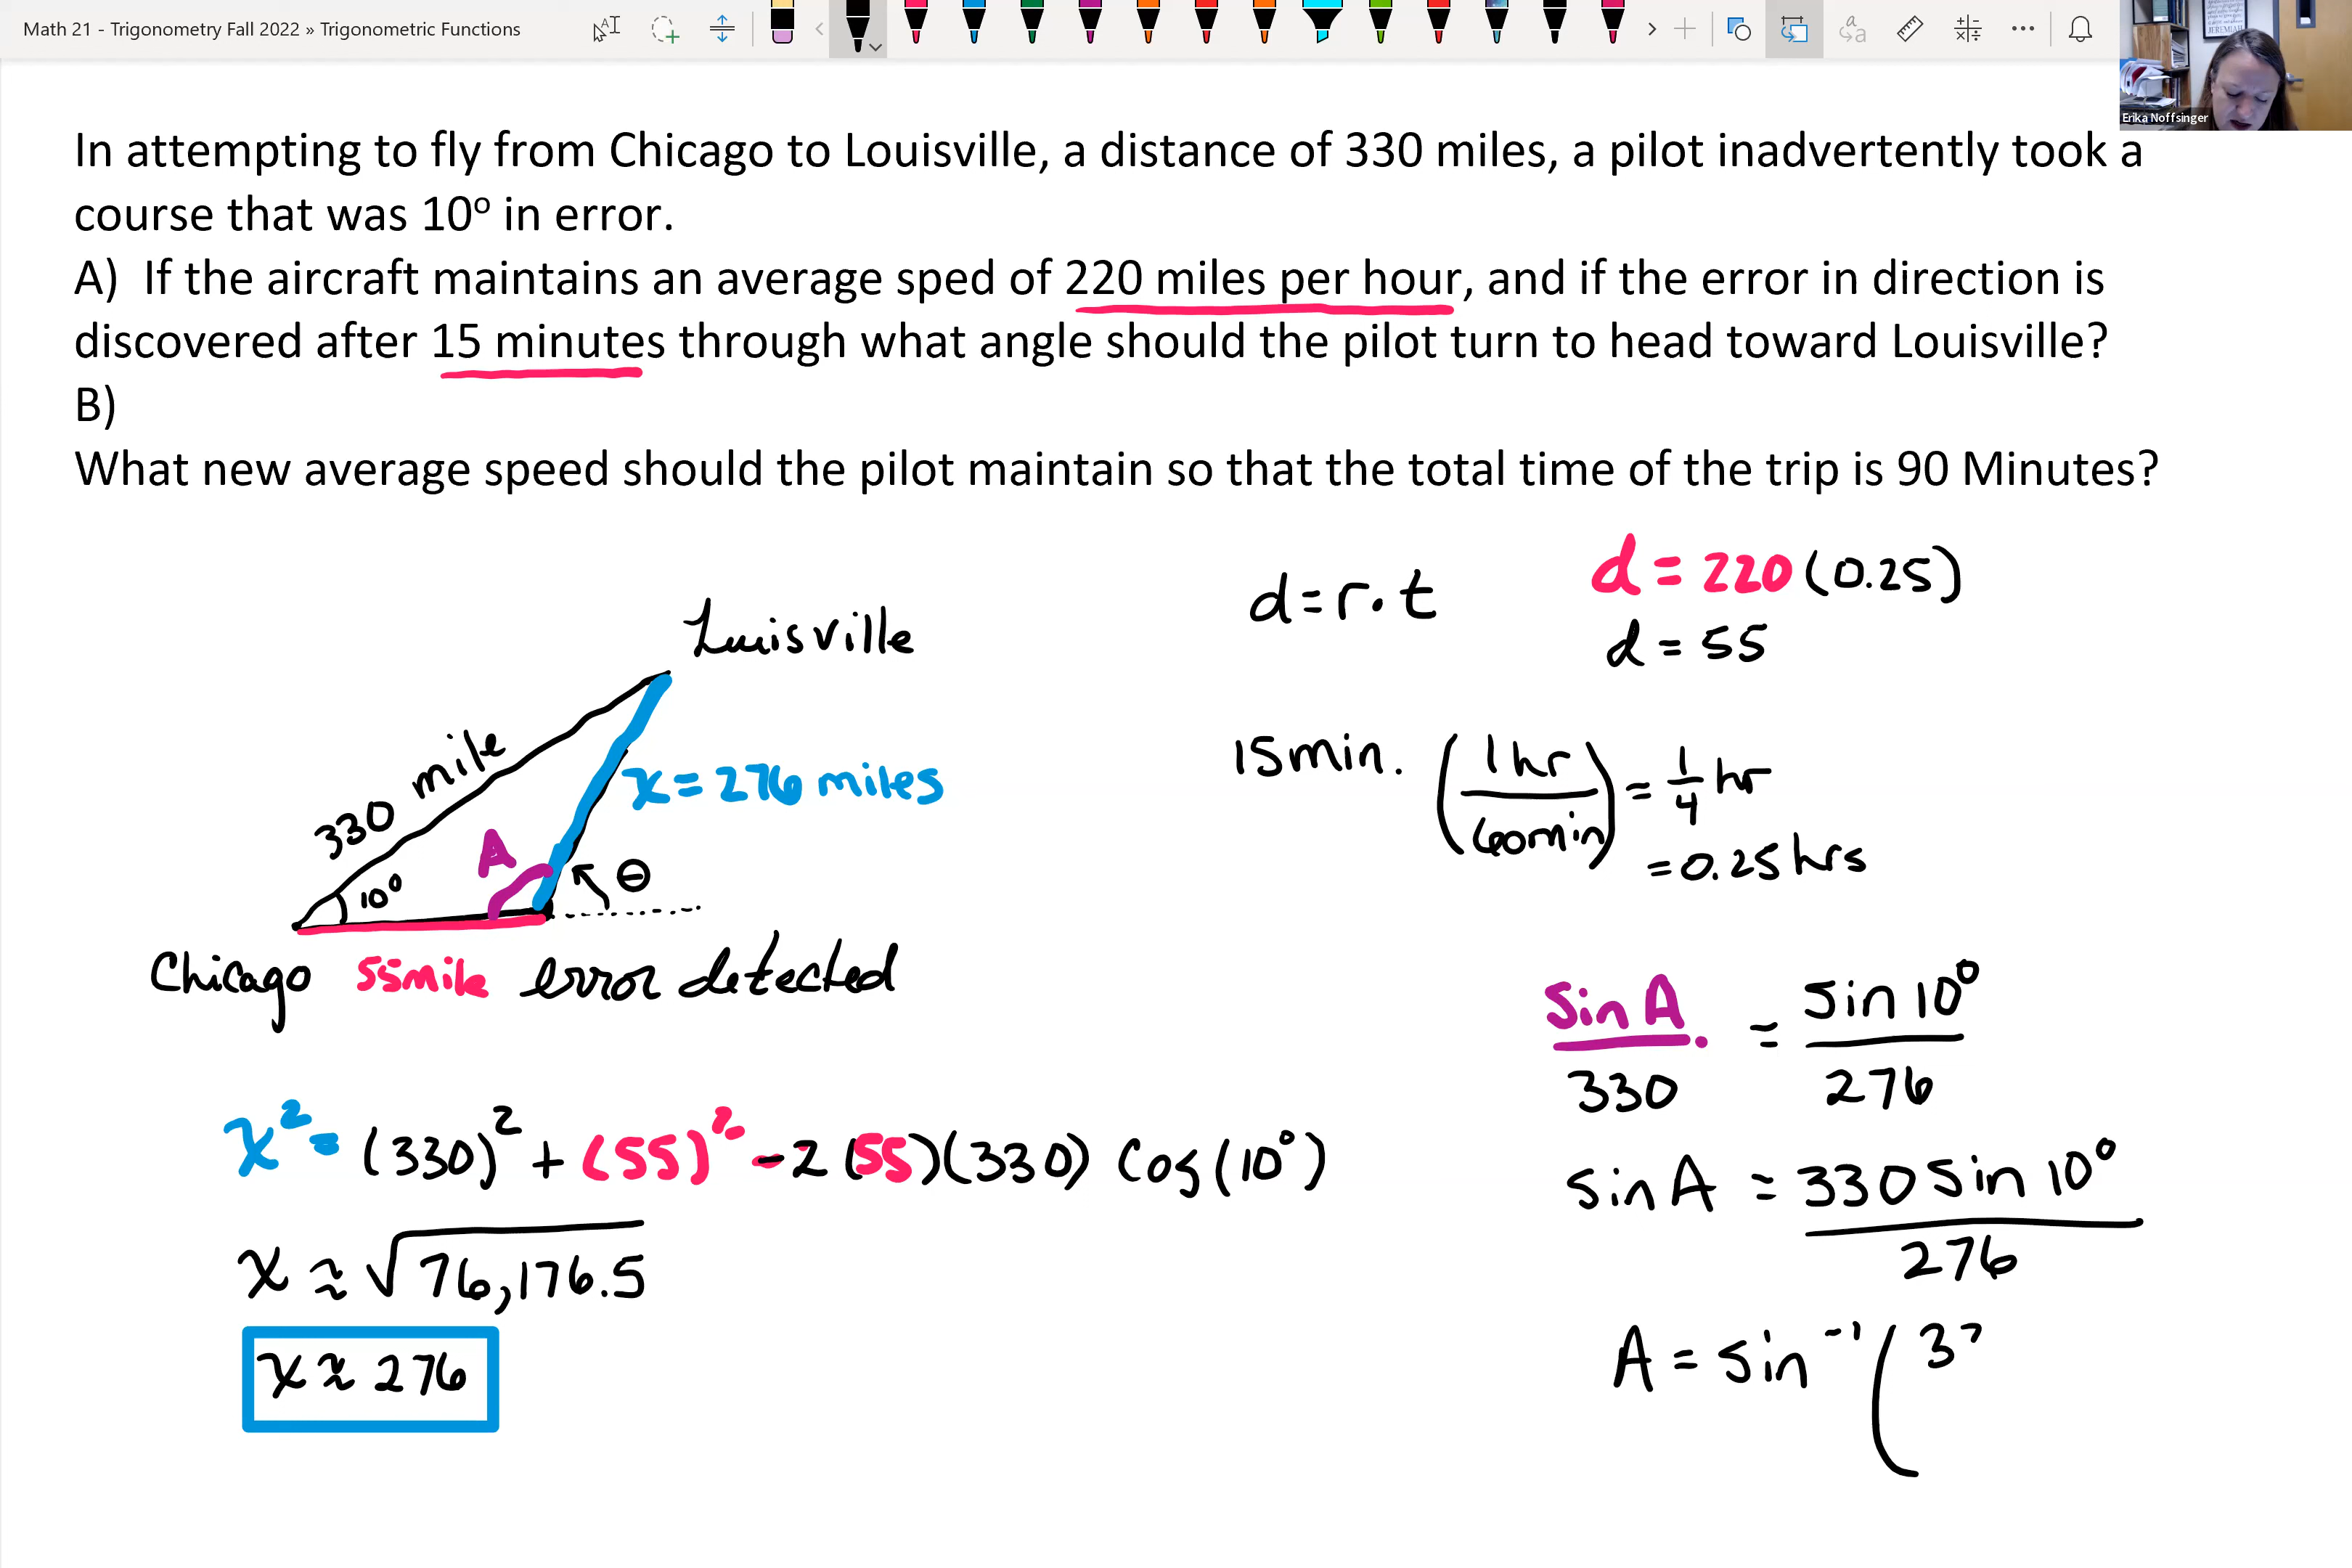 Math 21 - Trigonometry Fall 2022 » Trigonometric Functions
Erika Noffsinger
In attempting to fly from Chicago to Louisville, a distance of 330 miles, a pilot inadvertently took a
course that was 10° in error.
A) If the aircraft maintains an average sped of 220 miles per hour, and if the error in direction is
discovered after 15 minutes through what angle should the pilot turn to head toward Louisville?
B)
What new average speed should the pilot maintain so that the total time of the trip is 90 Minutes?
d = r · t
d = 220 (0.25)
d = 55
15 min. (1 hr / 60 min) = 1/4 hr
= 0.25 hrs
Luisville
330 mile
x = 276 miles
A
10°
θ
Chicago 55 mile error detected
x² = (330)² + (55)² - 2 (55)(330) Cos (10°)
x ≈ √76,176.5
x ≈ 276
sin A / 330 = sin 10° / 276
sin A = 330 sin 10° / 276
A = sin⁻¹ ( 3